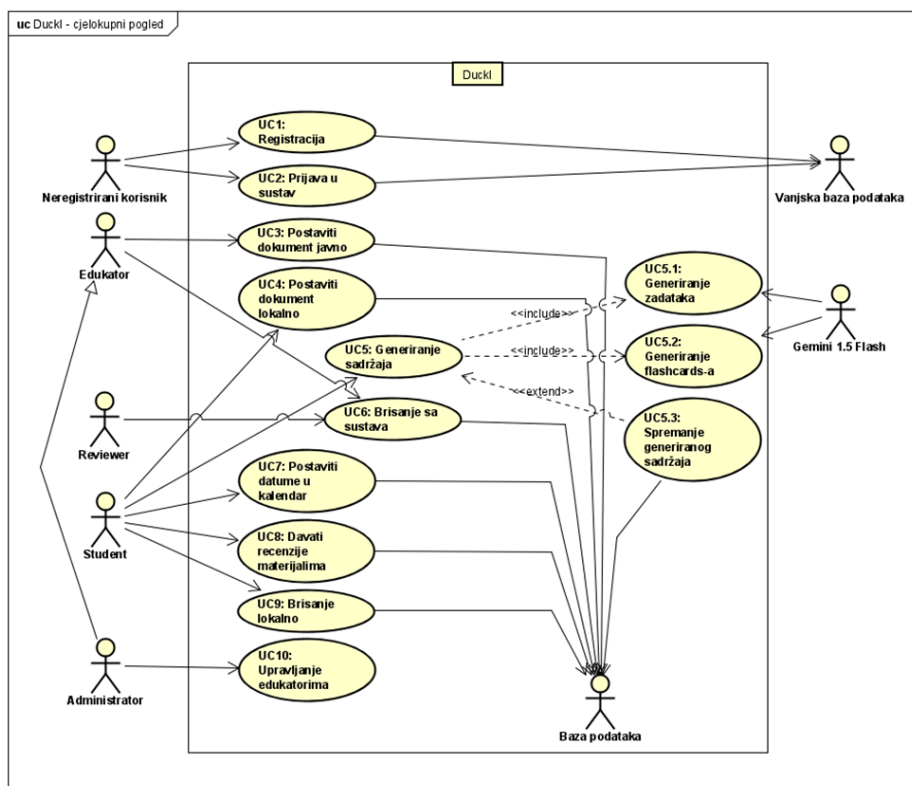 uc Duckl - cjelokupni pogled
Duckl
UC1:
Registracija
UC2: Prijava u
sustav
Neregistrirani korisnik
Vanjska baza podataka
UC3: Postaviti
dokument javno
Edukator
UC4: Postaviti
dokument
lokalno
UC5.1:
Generiranje
zadataka
<<include>>
UC5: Generiranje
sadržaja
<<include>>
UC5.2:
Generiranje
flashcards-a
Gemini 1.5 Flash
<<extend>>
UC6: Brisanje sa
sustava
UC5.3:
Spremanje
generiranog
sadržaja
Reviewer
UC7: Postaviti
datume u
kalendar
Student
UC8: Davati
recenzije
materijalima
UC9: Brisanje
lokalno
UC10:
Upravljanje
edukatorima
Administrator
Baza podataka